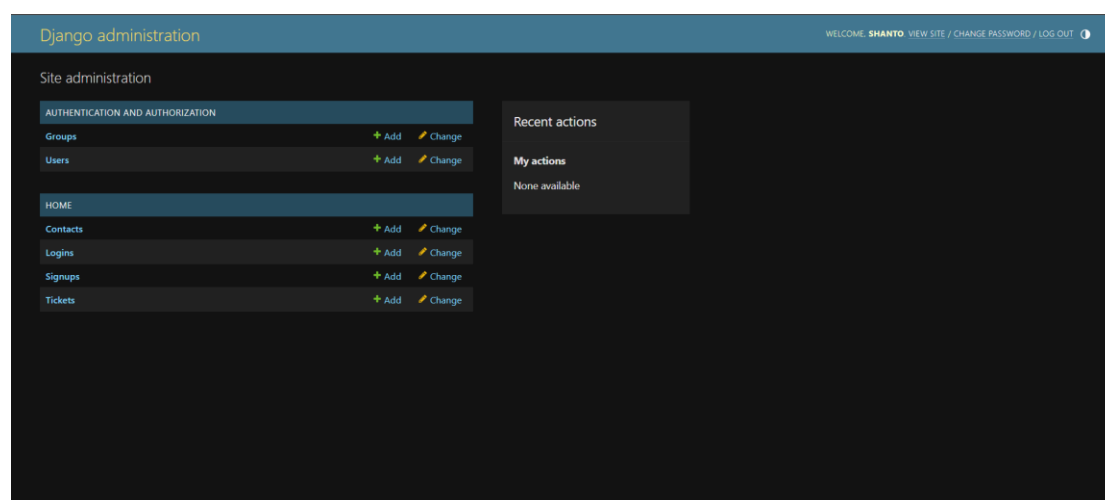 Django administration
WELCOME, SHANTO. VIEW SITE / CHANGE PASSWORD / LOG OUT
Site administration
AUTHENTICATION AND AUTHORIZATION
Groups + Add Change
Users + Add Change
HOME
Contacts + Add Change
Logins + Add Change
Signups + Add Change
Tickets + Add Change
Recent actions
My actions
None available